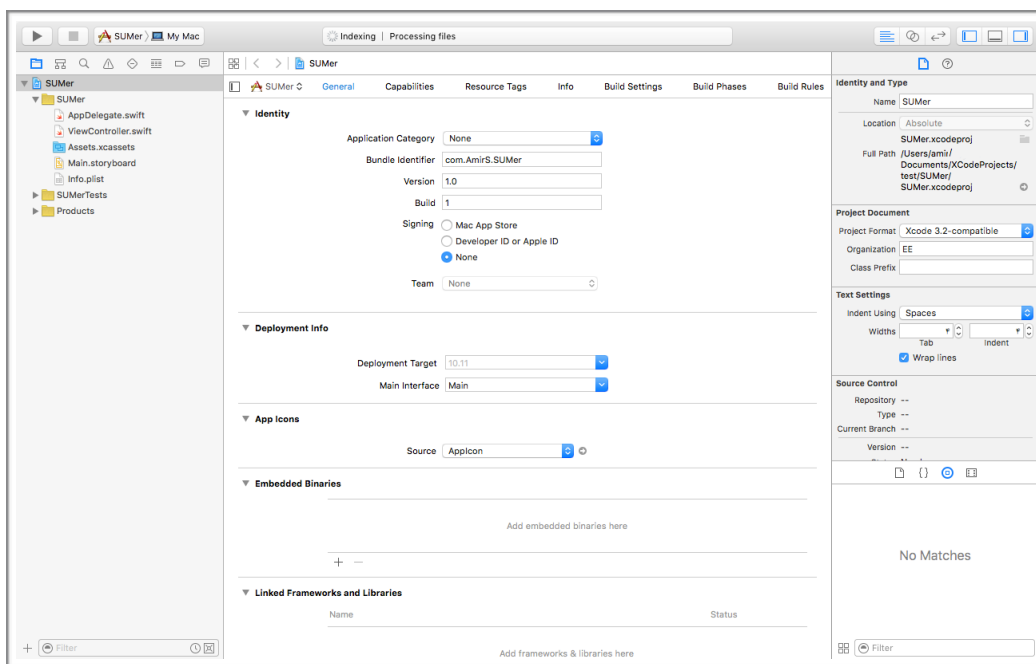 SUMer My Mac
Indexing | Processing files
SUMer
SUMer
SUMer
AppDelegate.swift
ViewController.swift
Assets.xcassets
Main.storyboard
Info.plist
SUMerTests
Products
Filter
SUMer General Capabilities Resource Tags Info Build Settings Build Phases Build Rules
Identity
Application Category None
Bundle Identifier com.AmirS.SUMer
Version 1.0
Build 1
Signing Mac App Store
Developer ID or Apple ID
None
Team None
Deployment Info
Deployment Target 10.11
Main Interface Main
App Icons
Source AppIcon
Embedded Binaries
Add embedded binaries here
Linked Frameworks and Libraries
Name Status
Add frameworks & libraries here
Identity and Type
Name SUMer
Location Absolute
SUMer.xcodeproj
Full Path /Users/amir/
Documents/XCodeProjects/
test/SUMer/
SUMer.xcodeproj
Project Document
Project Format Xcode 3.2-compatible
Organization EE
Class Prefix
Text Settings
Indent Using Spaces
Widths
Tab Indent
Wrap lines
Source Control
Repository --
Type --
Current Branch --
Version --
{}
No Matches
Filter